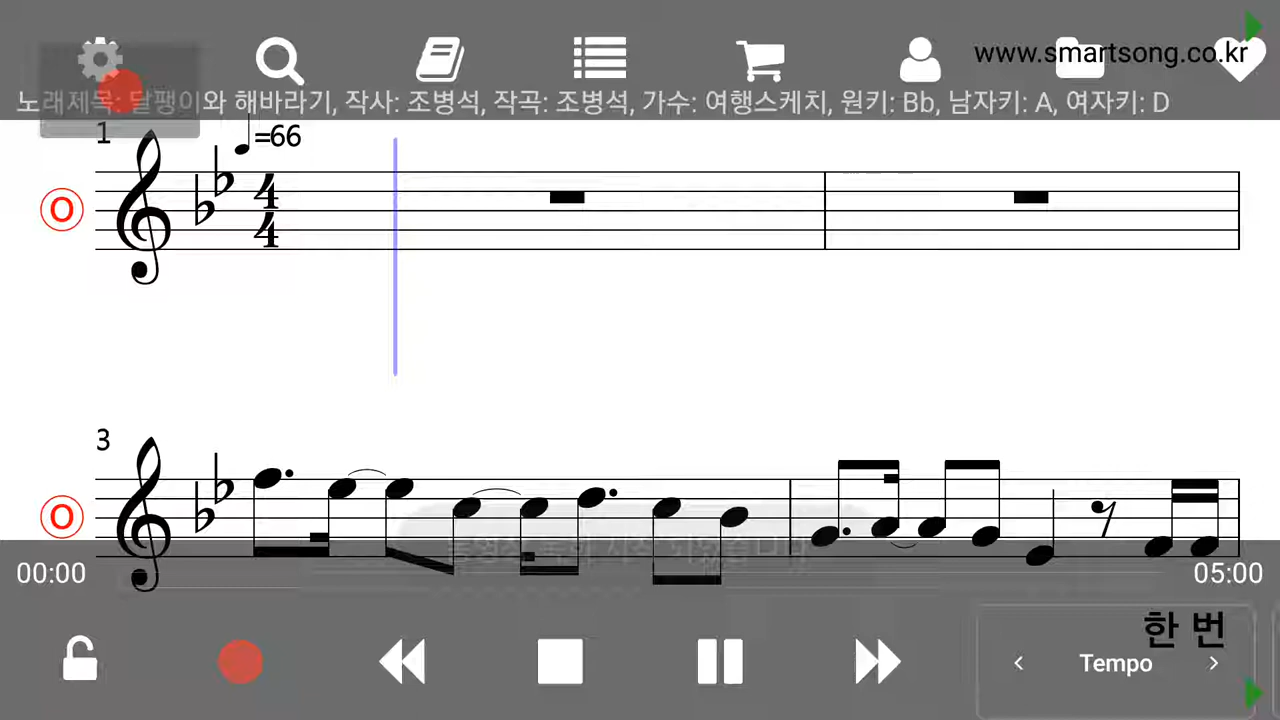 www.smartsong.co.kr
노래제목: 달팽이와 해바라기, 작사: 조병석, 작곡: 조병석, 가수: 여행스케치, 원키: Bb, 남자키: A, 여자키: D
1
=66
4
4
O
3
O
00:00
05:00
한 번
Tempo